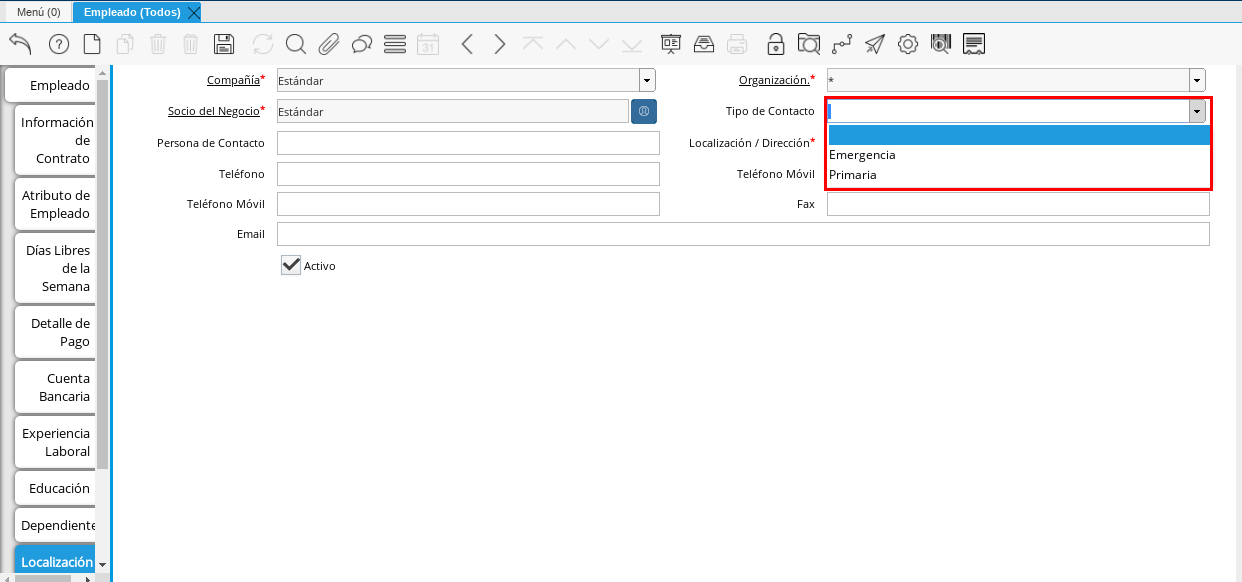 Menú (0)
Empleado (Todos)
31
Empleado
Información
de
Contrato
Atributo de
Empleado
Días Libres
de la
Semana
Detalle de
Pago
Cuenta
Bancaria
Experiencia
Laboral
Educación
Dependiente
Localización
Compañía* Estándar
Organización.* *
Socio del Negocio* Estándar
Tipo de Contacto
Emergencia
Primaria
Persona de Contacto
Localización / Dirección*
Teléfono
Teléfono Móvil
Teléfono Móvil
Fax
Email
Activo